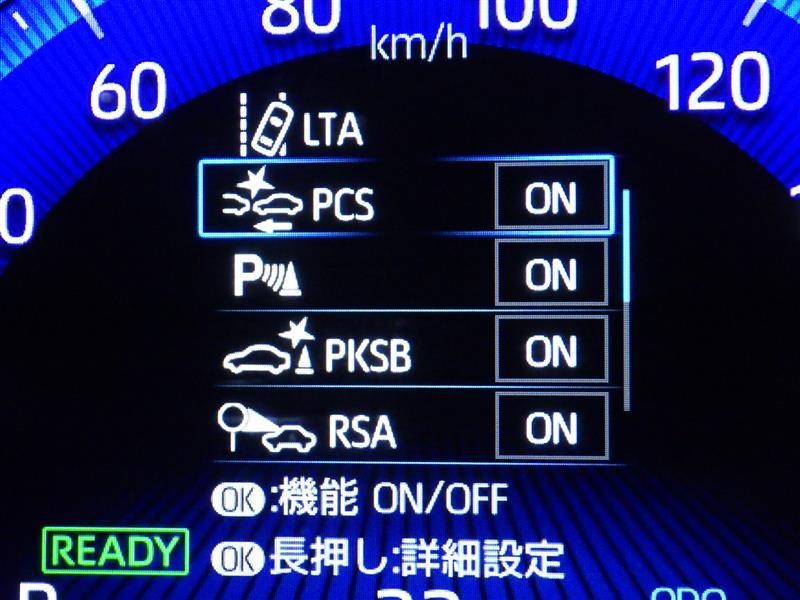 80 100
km/h
60 120
LTA
PCS ON
P ON
PKSB ON
RSA ON
OK:機能 ON/OFF
READY OK長押し:詳細設定